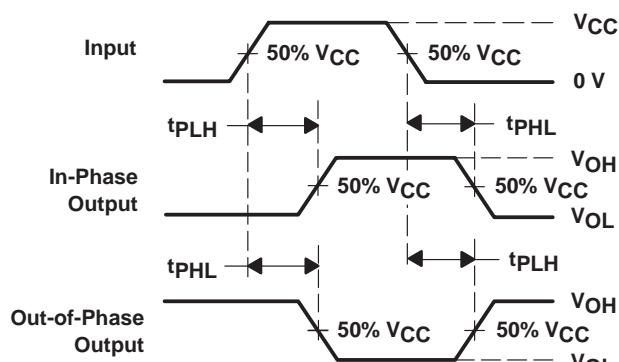 VCC
Input
50% VCC
50% VCC
0 V
tPLH
tPHL
In-Phase
Output
VOH
50% VCC
50% VCC
VOL
tPHL
tPLH
Out-of-Phase
Output
VOH
50% VCC
50% VCC
VOL